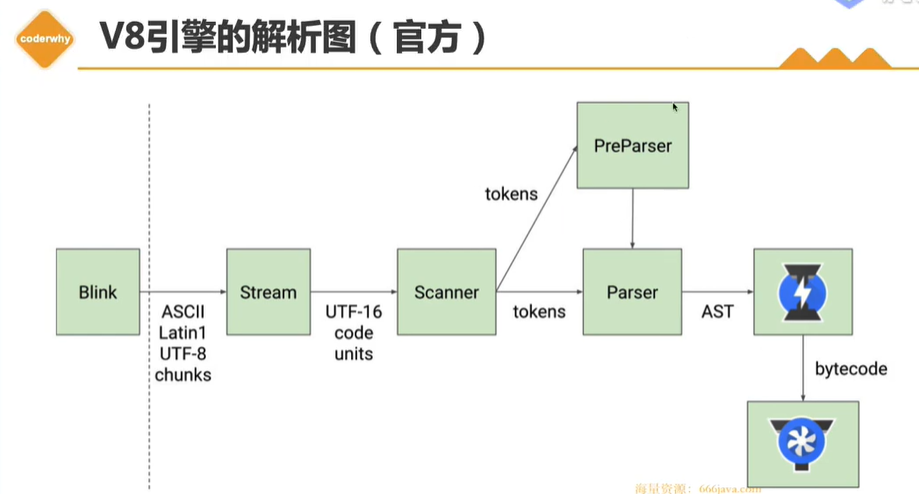 coderwhy
V8引擎的解析图（官方）
PreParser
tokens
Blink
Stream
Scanner
Parser
ASCII
Latin1
UTF-8
chunks
UTF-16
code
units
tokens
AST
bytecode
海量资源：666java.com